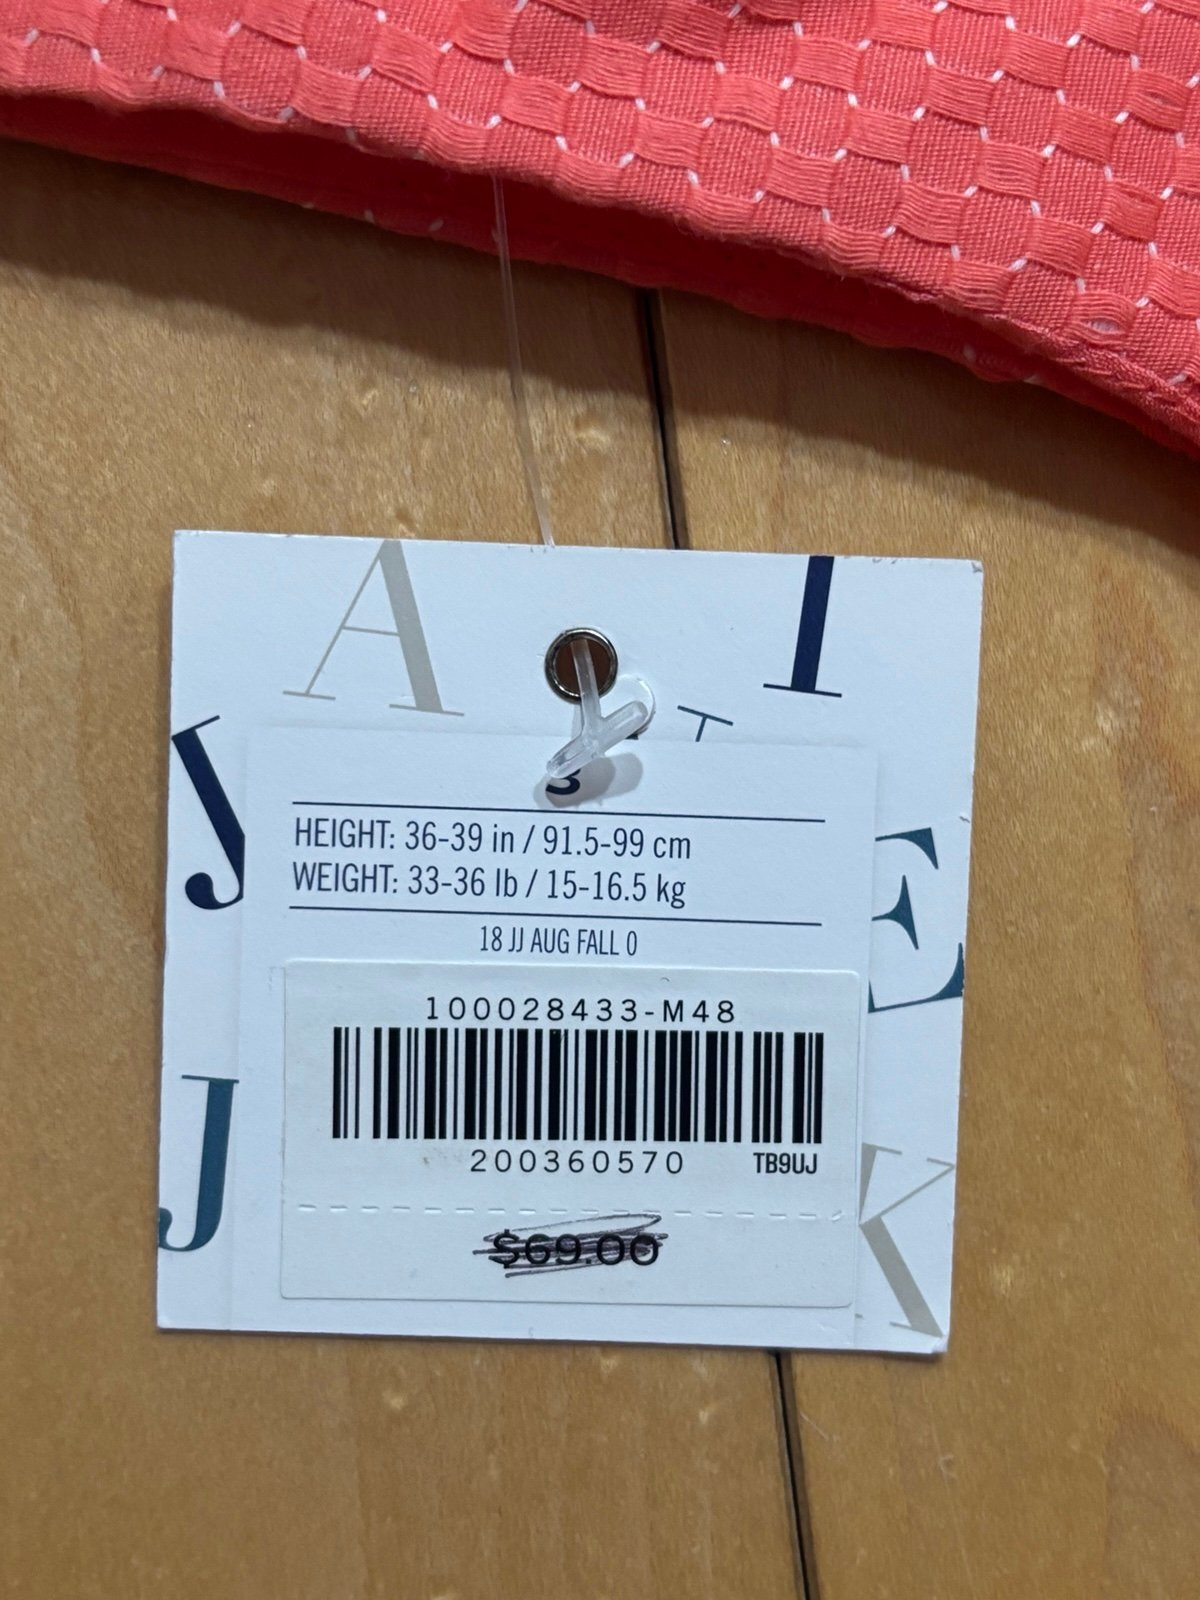 A I
T
J
3
HEIGHT: 36-39 in / 91.5-99 cm
WEIGHT: 33-36 lb / 15-16.5 kg
E
18 JJ AUG FALL 0
100028433-M48
J
200360570 TB9UJ
K
$69.00